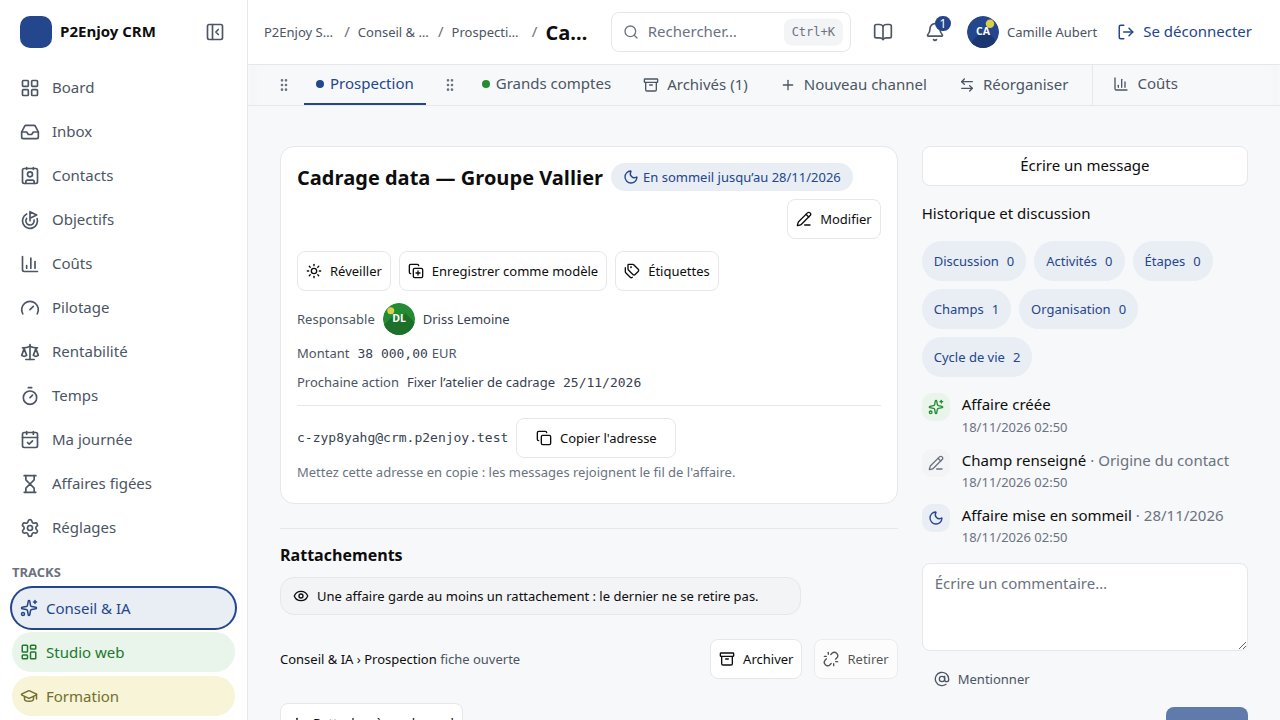 P2Enjoy CRM
P2Enjoy S... / Conseil & ... / Prospecti... / Ca...
Rechercher... Ctrl+K
1
CA Camille Aubert
Se déconnecter
Board
Inbox
Contacts
Objectifs
Coûts
Pilotage
Rentabilité
Temps
Ma journée
Affaires figées
Réglages
TRACKS
Conseil & IA
Studio web
Formation
Prospection
Grands comptes
Archivés (1)
Nouveau channel
Réorganiser
Coûts
Cadrage data — Groupe Vallier En sommeil jusqu’au 28/11/2026
Modifier
Réveiller Enregistrer comme modèle Étiquettes
Responsable DL Driss Lemoine
Montant 38 000,00 EUR
Prochaine action Fixer l’atelier de cadrage 25/11/2026
c-zyp8yahg@crm.p2enjoy.test Copier l'adresse
Mettez cette adresse en copie : les messages rejoignent le fil de l'affaire.
Rattachements
Une affaire garde au moins un rattachement : le dernier ne se retire pas.
Conseil & IA › Prospection fiche ouverte Archiver Retirer
Écrire un message
Historique et discussion
Discussion 0 Activités 0 Étapes 0
Champs 1 Organisation 0
Cycle de vie 2
Affaire créée
18/11/2026 02:50
Champ renseigné · Origine du contact
18/11/2026 02:50
Affaire mise en sommeil · 28/11/2026
18/11/2026 02:50
Écrire un commentaire...
Mentionner